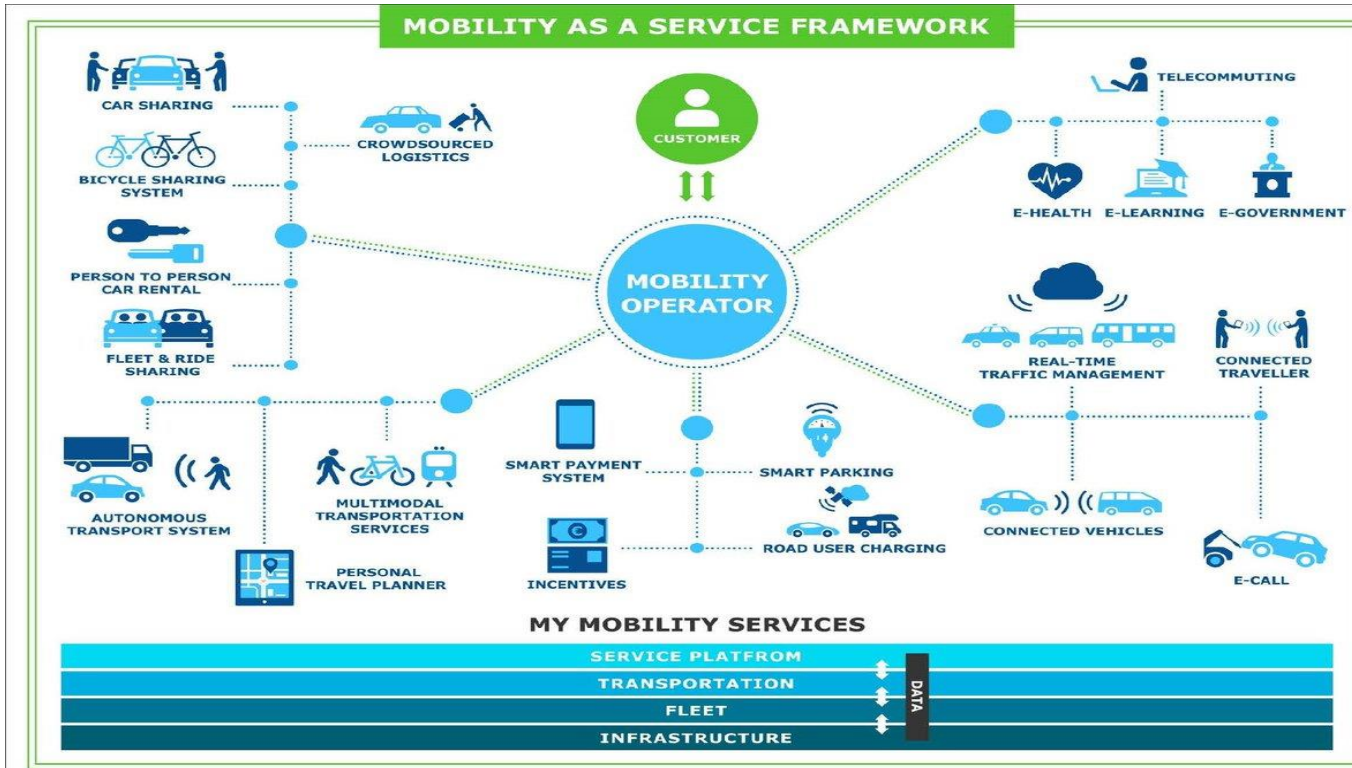 MOBILITY AS A SERVICE FRAMEWORK
CAR SHARING
CROWDSOURCED
LOGISTICS
BICYCLE SHARING
SYSTEM
PERSON TO PERSON
CAR RENTAL
FLEET & RIDE
SHARING
CUSTOMER
MOBILITY
OPERATOR
TELECOMMUTING
E-HEALTH
E-LEARNING
E-GOVERNMENT
REAL-TIME
TRAFFIC MANAGEMENT
CONNECTED
TRAVELLER
CONNECTED VEHICLES
E-CALL
AUTONOMOUS
TRANSPORT SYSTEM
MULTIMODAL
TRANSPORTATION
SERVICES
PERSONAL
TRAVEL PLANNER
SMART PAYMENT
SYSTEM
SMART PARKING
€
INCENTIVES
ROAD USER CHARGING
MY MOBILITY SERVICES
SERVICE PLATFROM
TRANSPORTATION
FLEET
INFRASTRUCTURE
DATA